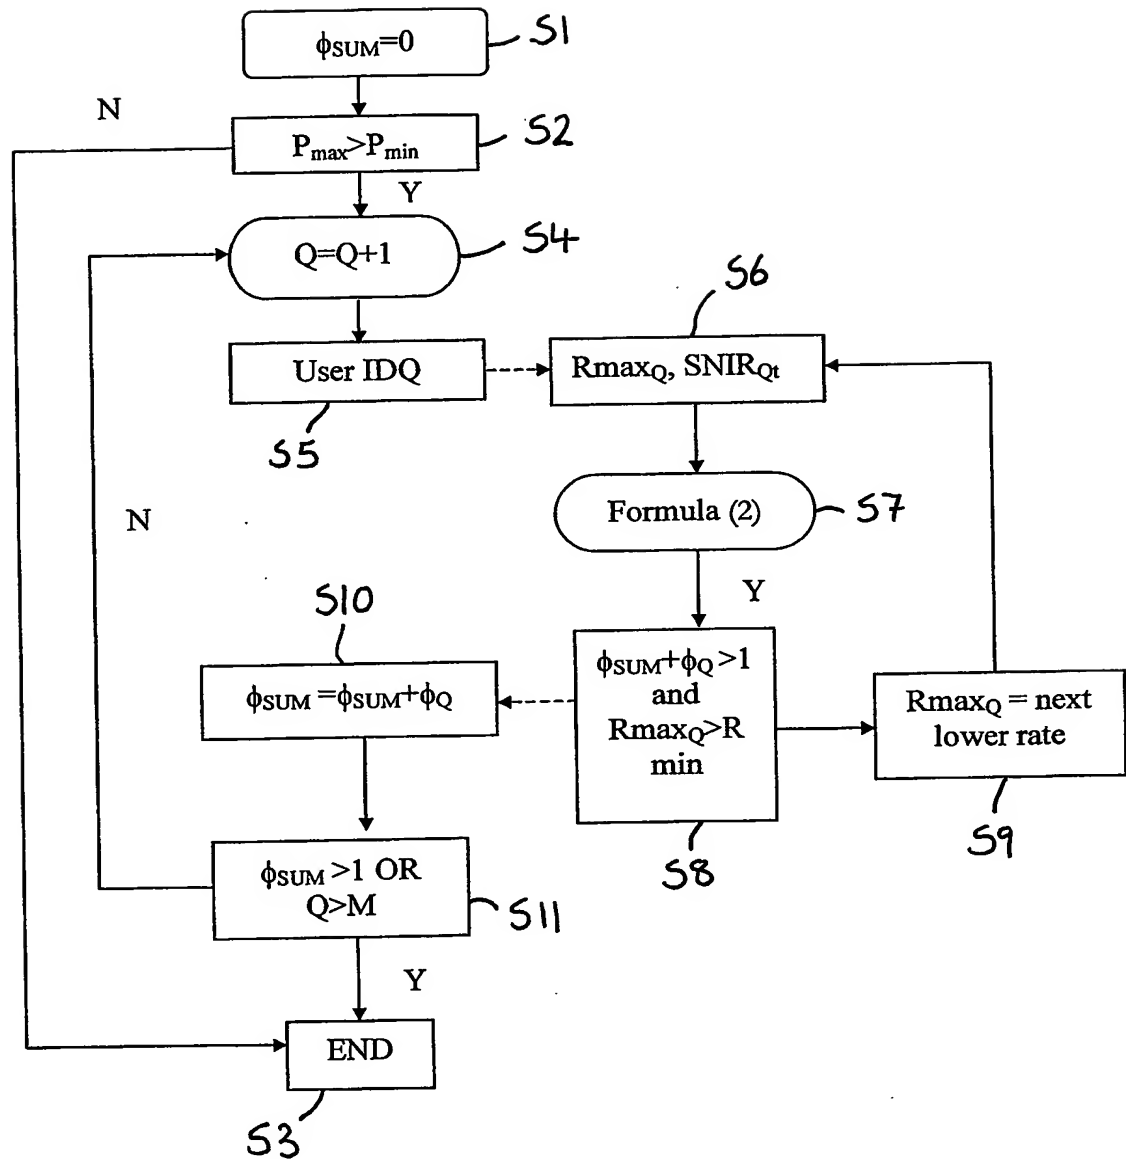 ϕSUM=0
S1
N
Pmax>Pmin
S2
Y
Q=Q+1
S4
S6
User IDQ
RmaxQ, SNIRQt
S5
N
Formula (2)
S7
Y
S10
ϕSUM =ϕSUM+ϕQ
ϕSUM+ϕQ >1
and
RmaxQ>R
min
RmaxQ = next
lower rate
S8
S9
ϕSUM >1 OR
Q>M
S11
Y
END
S3